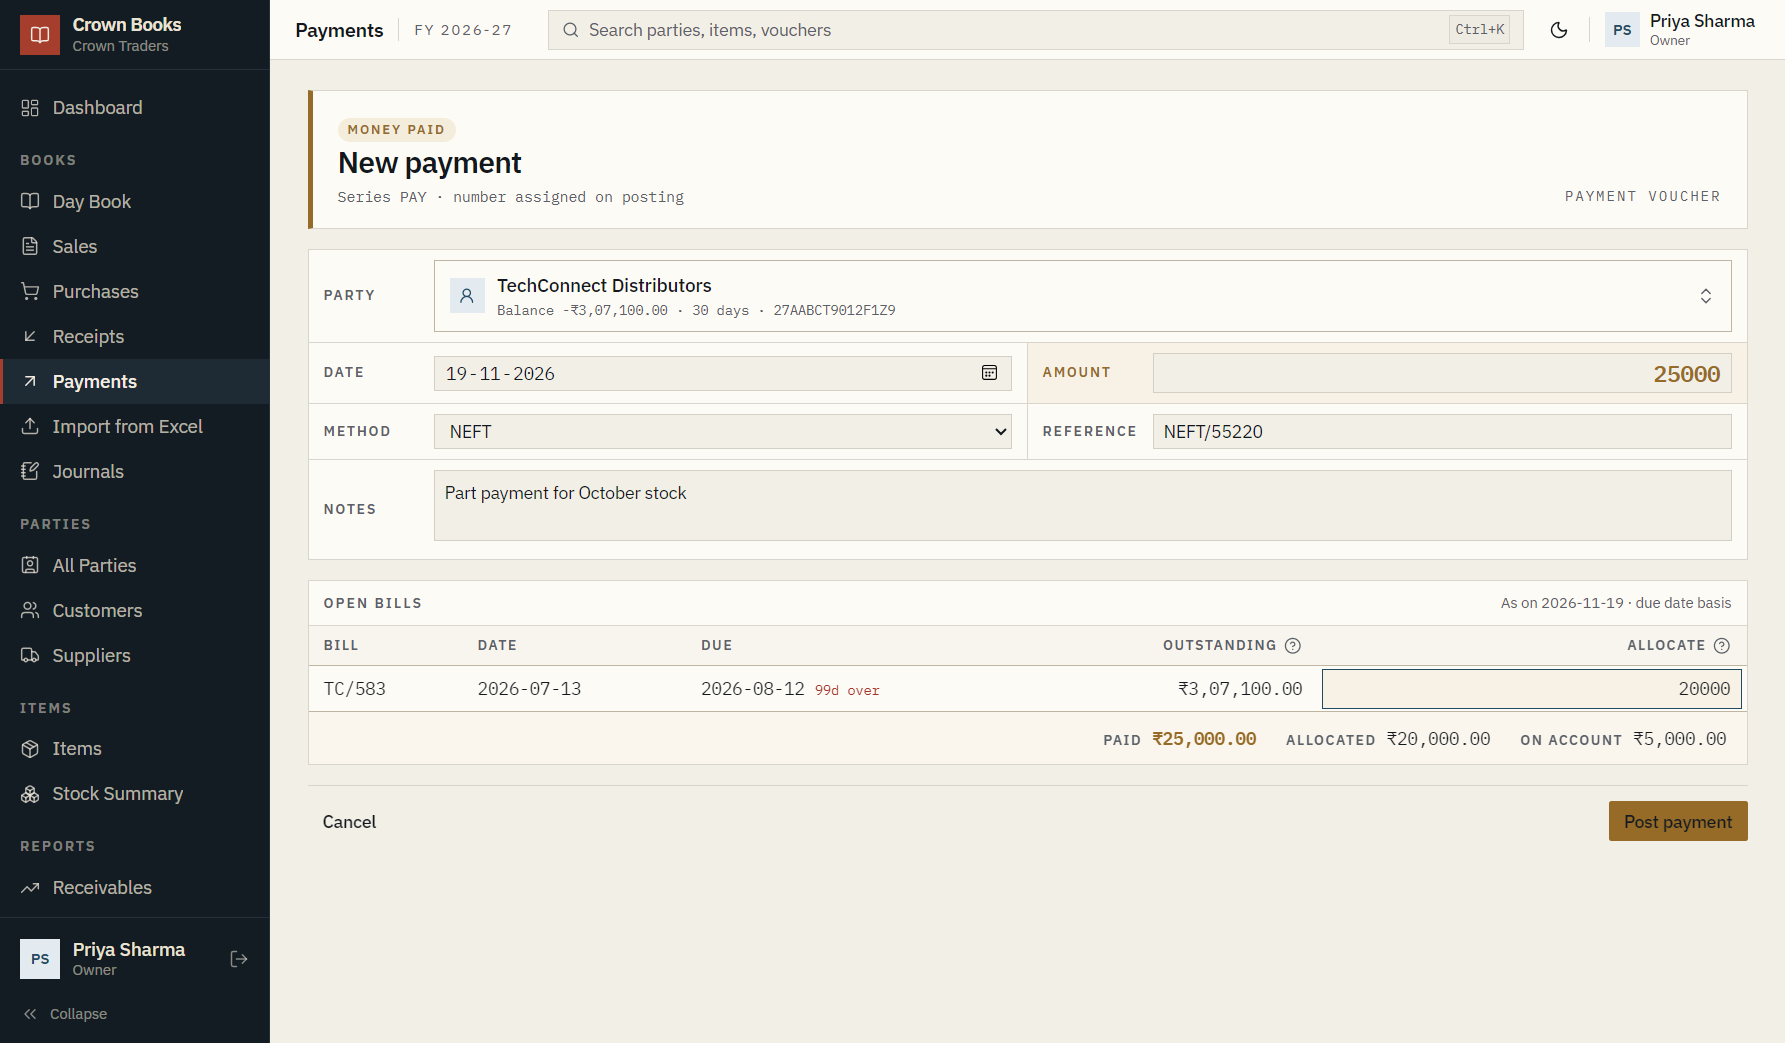 Crown Books
Crown Traders
Dashboard
BOOKS
Day Book
Sales
Purchases
Receipts
Payments
Import from Excel
Journals
PARTIES
All Parties
Customers
Suppliers
ITEMS
Items
Stock Summary
REPORTS
Receivables
PS Priya Sharma
Owner
Collapse
Payments FY 2026-27 Search parties, items, vouchers Ctrl+K PS Priya Sharma
Owner
MONEY PAID
New payment
Series PAY · number assigned on posting PAYMENT VOUCHER
PARTY TechConnect Distributors
Balance -₹3,07,100.00 · 30 days · 27AABCT9012F1Z9
DATE 19-11-2026 AMOUNT 25000
METHOD NEFT REFERENCE NEFT/55220
NOTES Part payment for October stock
OPEN BILLS As on 2026-11-19 · due date basis
BILL DATE DUE OUTSTANDING ALLOCATE
TC/583 2026-07-13 2026-08-12 99d over ₹3,07,100.00 20000
PAID ₹25,000.00 ALLOCATED ₹20,000.00 ON ACCOUNT ₹5,000.00
Cancel Post payment